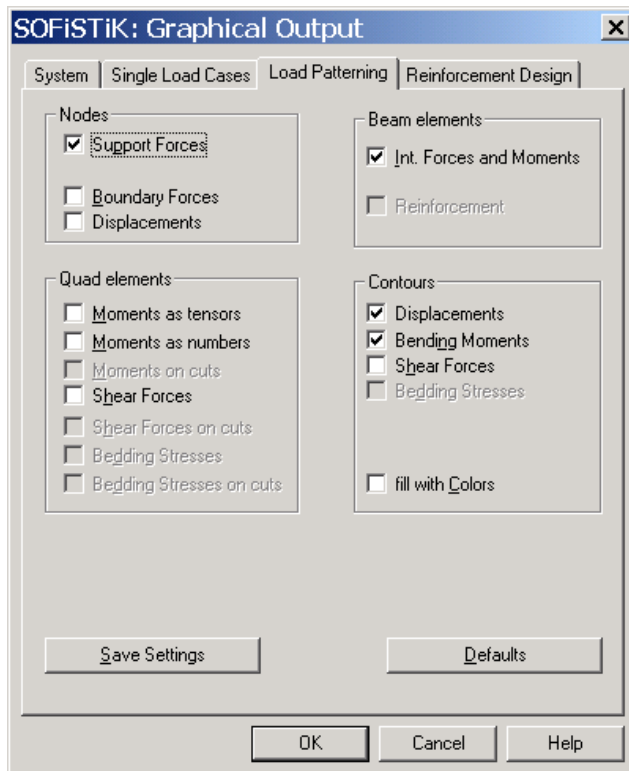 SOFiSTiK: Graphical Output
System
Single Load Cases
Load Patterning
Reinforcement Design
Nodes
Support Forces
Boundary Forces
Displacements
Beam elements
Int. Forces and Moments
Reinforcement
Quad elements
Moments as tensors
Moments as numbers
Moments on cuts
Shear Forces
Shear Forces on cuts
Bedding Stresses
Bedding Stresses on cuts
Contours
Displacements
Bending Moments
Shear Forces
Bedding Stresses
fill with Colors
Save Settings
Defaults
OK
Cancel
Help